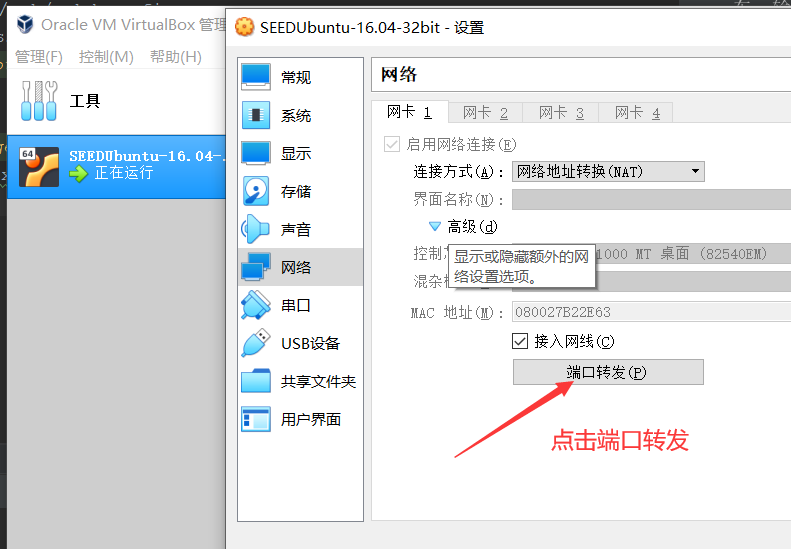 Oracle VM VirtualBox 管理
管理(F) 控制(M) 帮助(H)
工具
64
SEEDUbuntu-16.04-..
正在运行
SEEDUbuntu-16.04-32bit - 设置
常规
系统
显示
存储
声音
网络
串口
USB设备
共享文件夹
用户界面
网络
网卡 1 网卡 2 网卡 3 网卡 4
启用网络连接(E)
连接方式(A): 网络地址转换(NAT)
界面名称(N):
高级(d)
控制 1000 MT 桌面 (82540EM)
显示或隐藏额外的网
络设置选项。
混杂
MAC 地址(M): 080027B22E63
接入网线(C)
端口转发(P)
点击端口转发